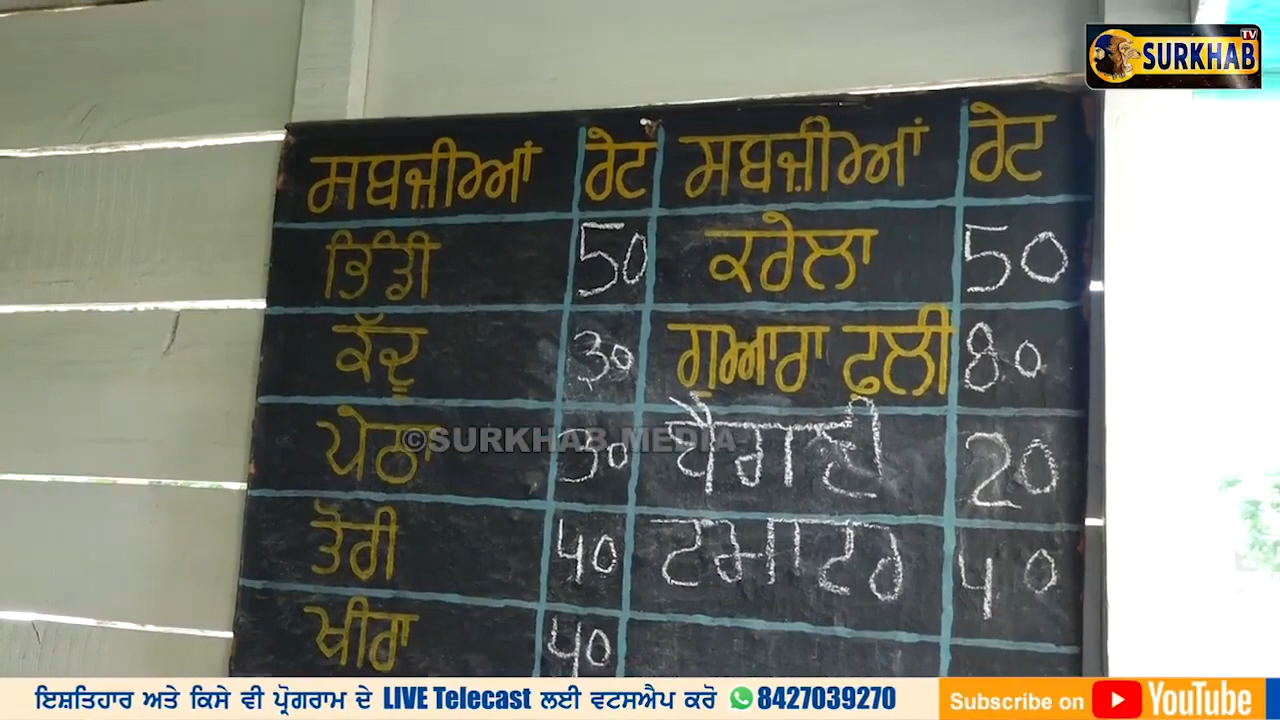 SURKHAB TV
ਸਬਜ਼ੀਆਂ ਰੇਟ ਸਬਜ਼ੀਆਂ ਰੇਟ
ਭਿੰਡੀ 50 ਕਰੇਲਾ 50
ਕੱਦੂ 30 ਗੁਆਰਾ ਫਲੀ 80
ਪੇਠਾ 30 ਬੈਗਣੀ 20
ਤੋਰੀ 40 ਟਮਾਟਰ 40
ਖੀਰਾ 40
©SURKHAB MEDIA
ਇਸ਼ਤਿਹਾਰ ਅਤੇ ਕਿਸੇ ਵੀ ਪ੍ਰੋਗਰਾਮ ਦੇ LIVE Telecast ਲਈ ਵਟਸਐਪ ਕਰੋ 8427039270 Subscribe on YouTube